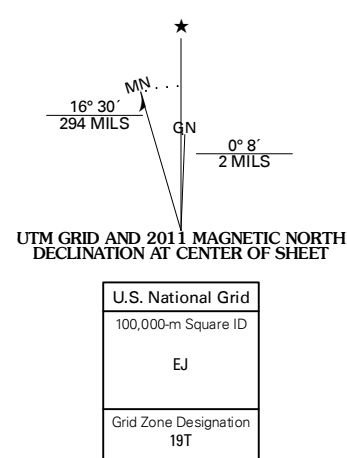 ★
MN
16° 30´
294 MILS
GN
0° 8´
2 MILS
UTM GRID AND 2011 MAGNETIC NORTH
DECLINATION AT CENTER OF SHEET
U.S. National Grid
100,000-m Square ID
EJ
Grid Zone Designation
19T